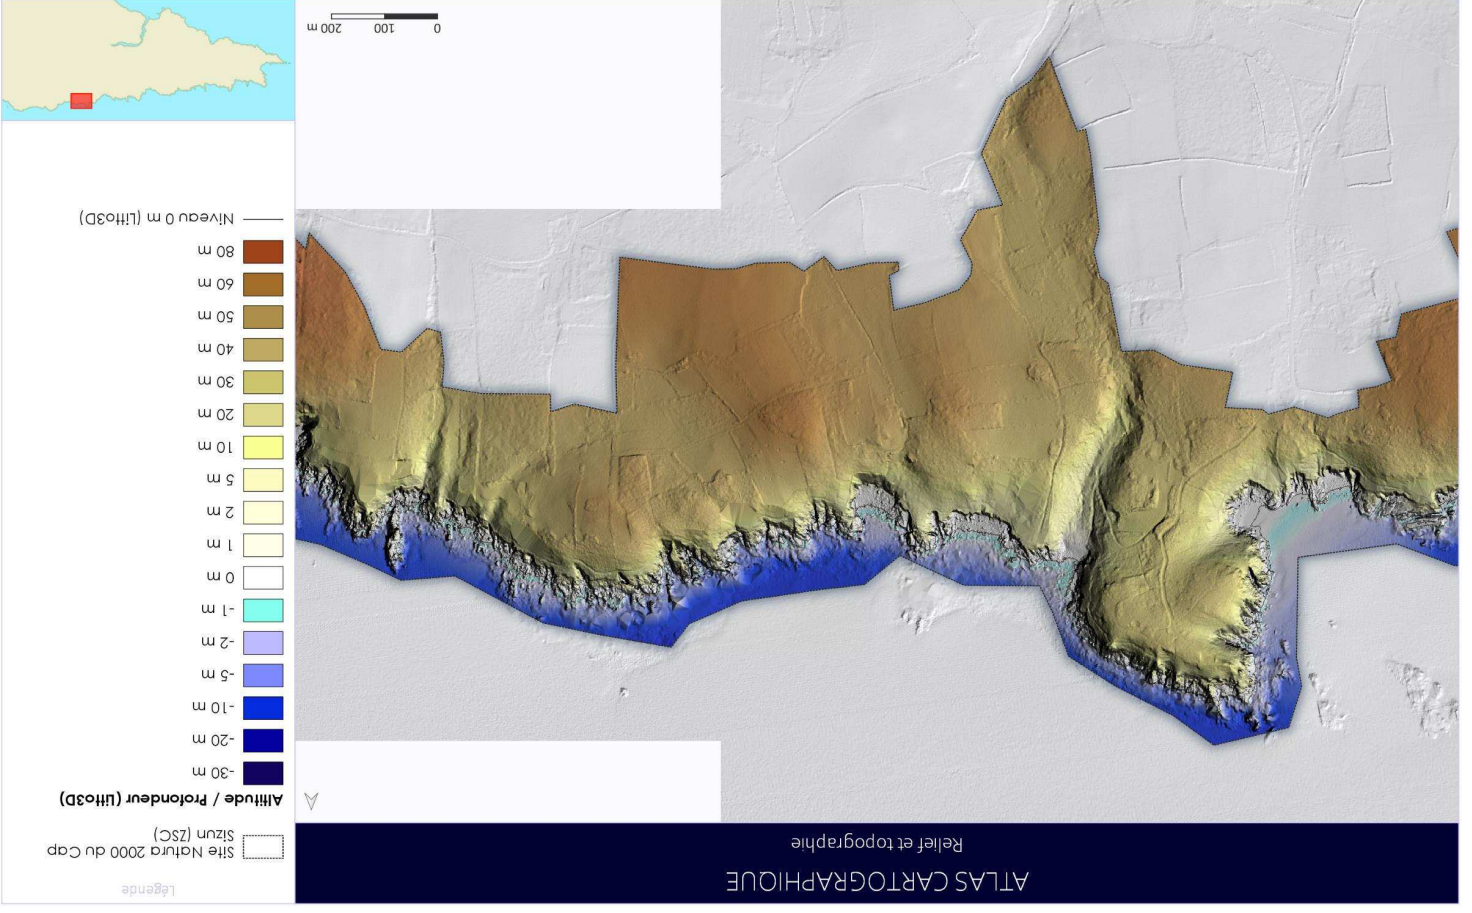 ATLAS CARTOGRAPHIQUE
Relief et topographie
Légende
Site Natura 2000 du Cap
Sizun (ZSC)
Altitude / Profondeur (Litto3D)
-30 m
-20 m
-10 m
-5 m
-2 m
-1 m
0 m
1 m
2 m
5 m
10 m
20 m
30 m
40 m
50 m
60 m
80 m
Niveau 0 m (Litto3D)
0 100 200 m